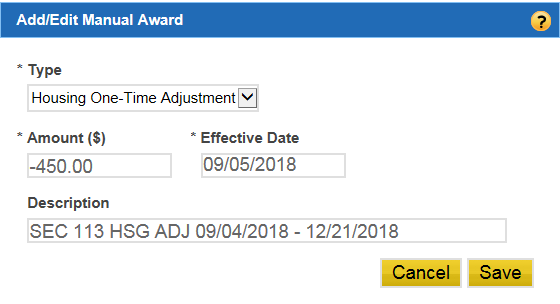 Add/Edit Manual Award ?
* Type
Housing One-Time Adjustment
* Amount ($) * Effective Date
-450.00 09/05/2018
Description
SEC 113 HSG ADJ 09/04/2018 - 12/21/2018
Cancel Save